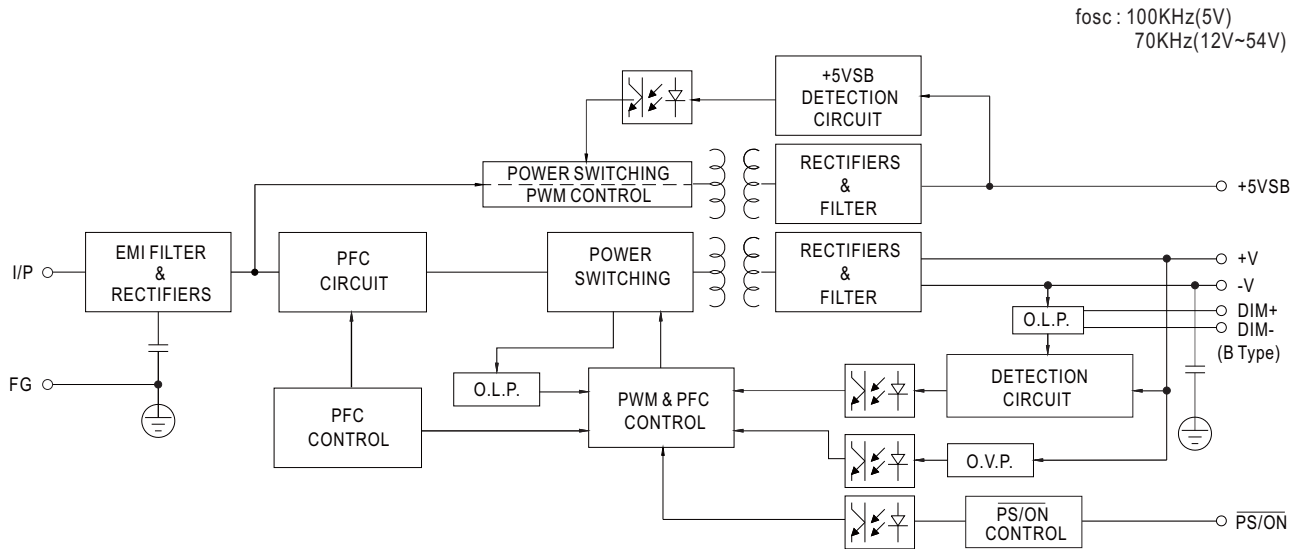 fosc : 100KHz(5V)
70KHz(12V~54V)
+5VSB
DETECTION
CIRCUIT
POWER SWITCHING
PWM CONTROL
RECTIFIERS
&
FILTER
+5VSB
I/P
EMI FILTER
&
RECTIFIERS
PFC
CIRCUIT
POWER
SWITCHING
RECTIFIERS
&
FILTER
+V
-V
O.L.P.
DIM+
DIM-
(B Type)
FG
PFC
CONTROL
O.L.P.
PWM & PFC
CONTROL
DETECTION
CIRCUIT
O.V.P.
PS/ON
CONTROL
PS/ON